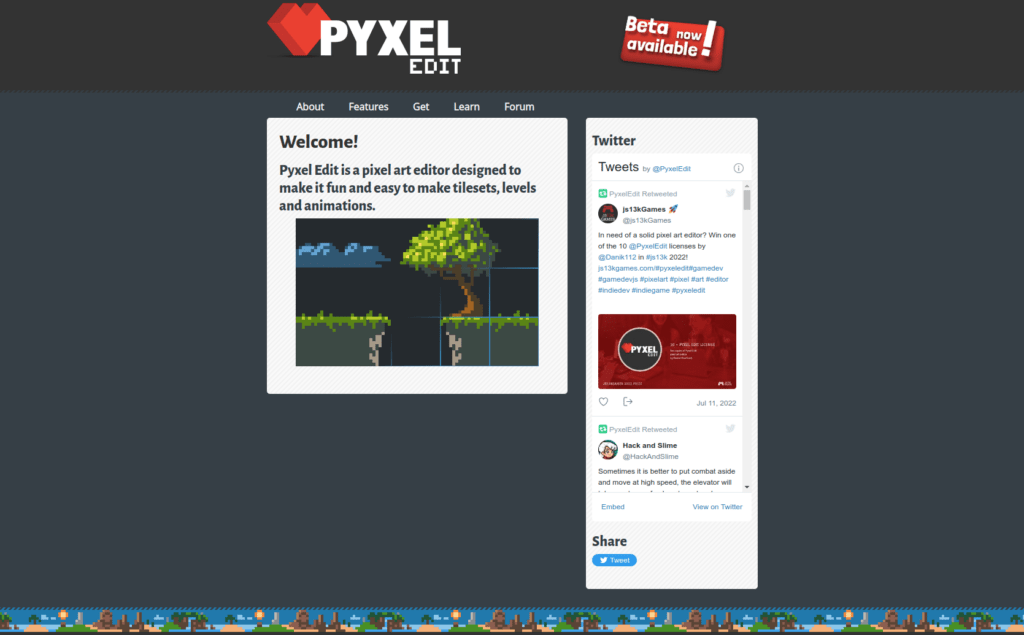 PYXEL
EDIT
Beta now
available!
About Features Get Learn Forum
Welcome!
Pyxel Edit is a pixel art editor designed to
make it fun and easy to make tilesets, levels
and animations.
Twitter
Tweets by @PyxelEdit
PyxelEdit Retweeted
js13kGames
@js13kGames
In need of a solid pixel art editor? Win one
of the 10 @PyxelEdit licenses by
@Danik112 in #js13k 2022!
js13kgames.com/#pyxeledit#gamedev
#gamedevjs #pixelart #pixel #art #editor
#indiedev #indiegame #pyxeledit
PYXEL
EDIT
Jul 11, 2022
PyxelEdit Retweeted
Hack and Slime
@HackAndSlime
Sometimes it is better to put combat aside
and move at high speed, the elevator will
Embed View on Twitter
Share
Tweet